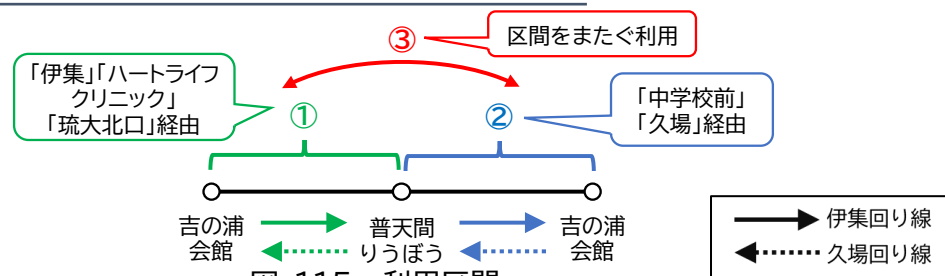 ③
区間をまたぐ利用
「伊集」「ハートライフ
クリニック」
「琉大北口」経由
①
②
「中学校前」
「久場」経由
吉の浦
会館
普天間
りうぼう
吉の浦
会館
伊集回り線
久場回り線